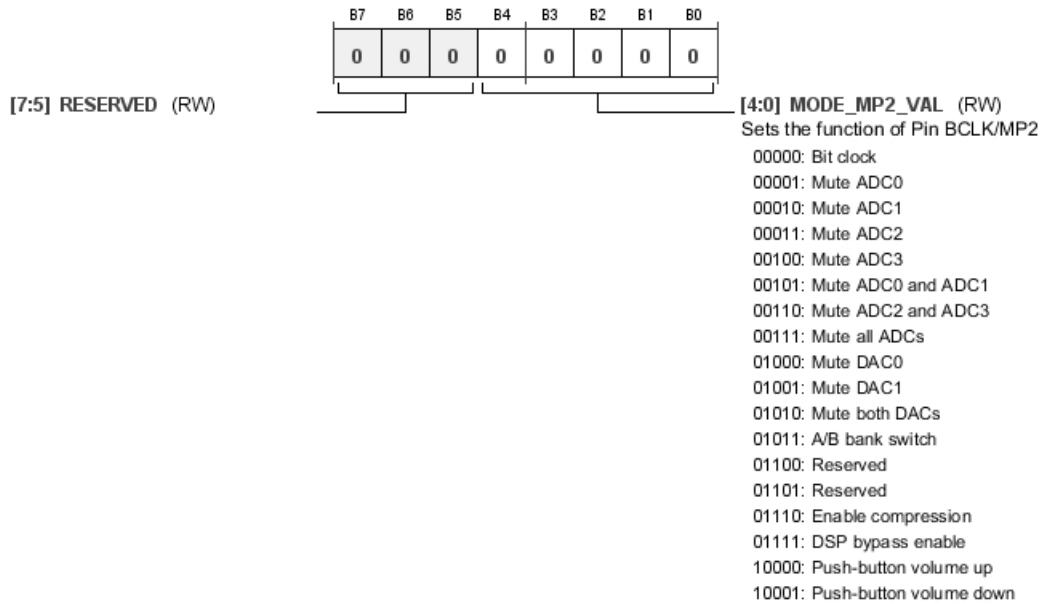 B7 B6 B5 B4 B3 B2 B1 B0
0 0 0 0 0 0 0 0
[7:5] RESERVED (RW)
[4:0] MODE_MP2_VAL (RW)
Sets the function of Pin BCLK/MP2
00000: Bit clock
00001: Mute ADC0
00010: Mute ADC1
00011: Mute ADC2
00100: Mute ADC3
00101: Mute ADC0 and ADC1
00110: Mute ADC2 and ADC3
00111: Mute all ADCs
01000: Mute DAC0
01001: Mute DAC1
01010: Mute both DACs
01011: A/B bank switch
01100: Reserved
01101: Reserved
01110: Enable compression
01111: DSP bypass enable
10000: Push-button volume up
10001: Push-button volume down